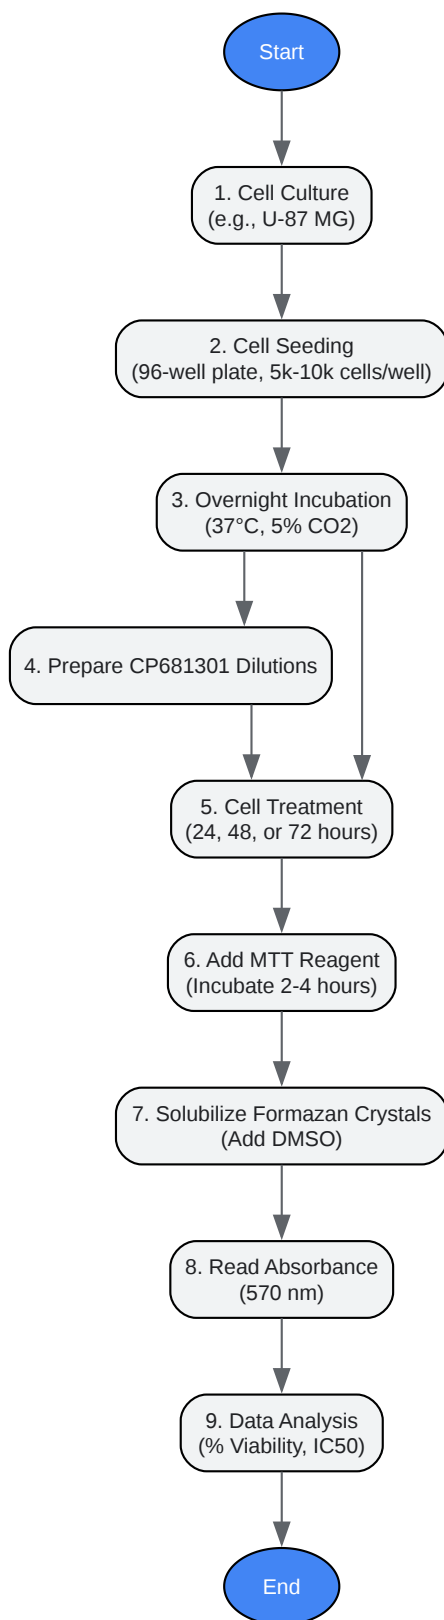 Start
1. Cell Culture
(e.g., U-87 MG)
2. Cell Seeding
(96-well plate, 5k-10k cells/well)
3. Overnight Incubation
(37°C, 5% CO2)
4. Prepare CP681301 Dilutions
5. Cell Treatment
(24, 48, or 72 hours)
6. Add MTT Reagent
(Incubate 2-4 hours)
7. Solubilize Formazan Crystals
(Add DMSO)
8. Read Absorbance
(570 nm)
9. Data Analysis
(% Viability, IC50)
End